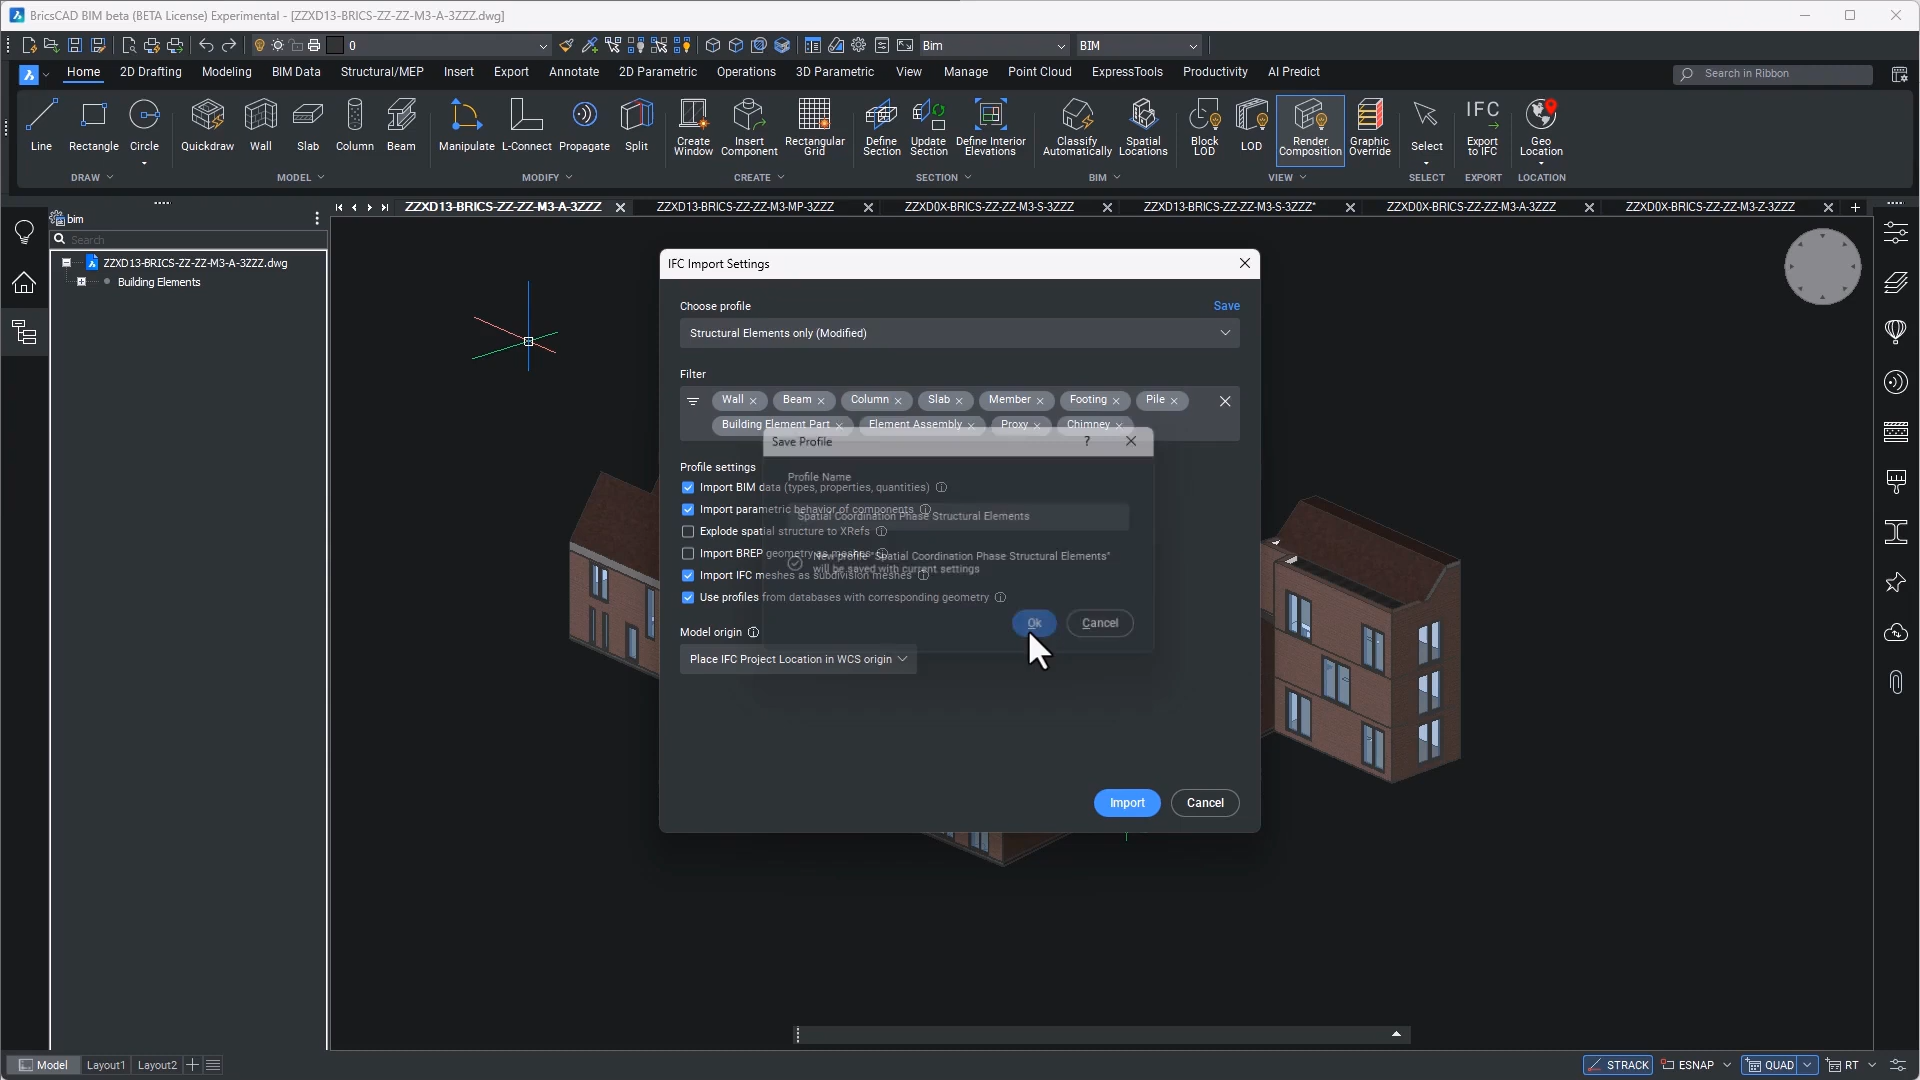 BricsCAD BIM beta (BETA License) Experimental - [ZZXD13-BRICS-ZZ-ZZ-M3-A-3ZZZ.dwg]
0
Bim
BIM
Home 2D Drafting Modeling BIM Data Structural/MEP Insert Export Annotate 2D Parametric Operations 3D Parametric View Manage Point Cloud ExpressTools Productivity AI Predict
Search in Ribbon
Line Rectangle Circle Quickdraw Wall Slab Column Beam Manipulate L-Connect Propagate Split Create Window Insert Component Rectangular Grid Define Section Update Section Define Interior Elevations Classify Automatically Spatial Locations Block LOD LOD Render Composition Graphic Override Select IFC Export to IFC Geo Location
DRAW MODEL MODIFY CREATE SECTION BIM VIEW SELECT EXPORT LOCATION
ZZXD13-BRICS-ZZ-ZZ-M3-A-3ZZZ ZZXD13-BRICS-ZZ-ZZ-M3-MP-3ZZZ ZZXD0X-BRICS-ZZ-ZZ-M3-S-3ZZZ ZZXD13-BRICS-ZZ-ZZ-M3-S-3ZZZ* ZZXD0X-BRICS-ZZ-ZZ-M3-A-3ZZZ ZZXD0X-BRICS-ZZ-ZZ-M3-Z-3ZZZ
bim
Search
ZZXD13-BRICS-ZZ-ZZ-M3-A-3ZZZ.dwg
Building Elements
IFC Import Settings
Choose profile
Save
Structural Elements only (Modified)
Filter
Wall Beam Column Slab Member Footing Pile
Building Element Part Element Assembly Proxy Chimney
Save Profile
?
Profile settings
Profile Name
Import BIM data (types, properties, quantities)
Import parametric behavior of components
Spatial Coordination Phase Structural Elements
Explode spatial structure to XRefs
Import BREP geometry as meshes
New profile "Spatial Coordination Phase Structural Elements"
will be saved with current settings
Import IFC meshes as subdivision meshes
Use profiles from databases with corresponding geometry
Ok
Cancel
Model origin
Place IFC Project Location in WCS origin
Import
Cancel
Model Layout1 Layout2
STRACK ESNAP QUAD RT